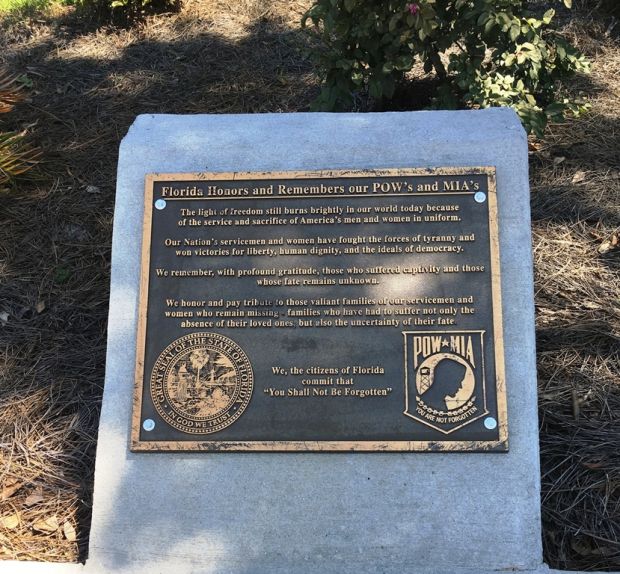 Florida Honors and Remembers our POW's and MIA's
The light of freedom still burns brightly in our world today because
of the service and sacrifice of America's men and women in uniform.
Our Nation's servicemen and women have fought the forces of tyranny and
won victories for liberty, human dignity, and the ideals of democracy.
We remember, with profound gratitude, those who suffered captivity and those
whose fate remains unknown.
We honor and pay tribute to those valiant families of our servicemen and
women who remain missing - families who have had to suffer not only the
absence of their loved ones, but also the uncertainty of their fate.
GREAT SEAL OF THE STATE OF FLORIDA
IN GOD WE TRUST
We, the citizens of Florida
commit that
"You Shall Not Be Forgotten"
POW★MIA
YOU ARE NOT FORGOTTEN